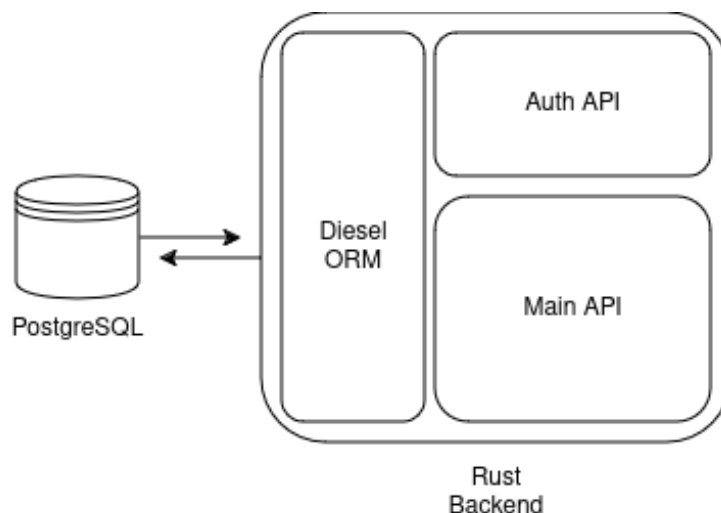 Auth API
Diesel
ORM
Main API
PostgreSQL
Rust
Backend